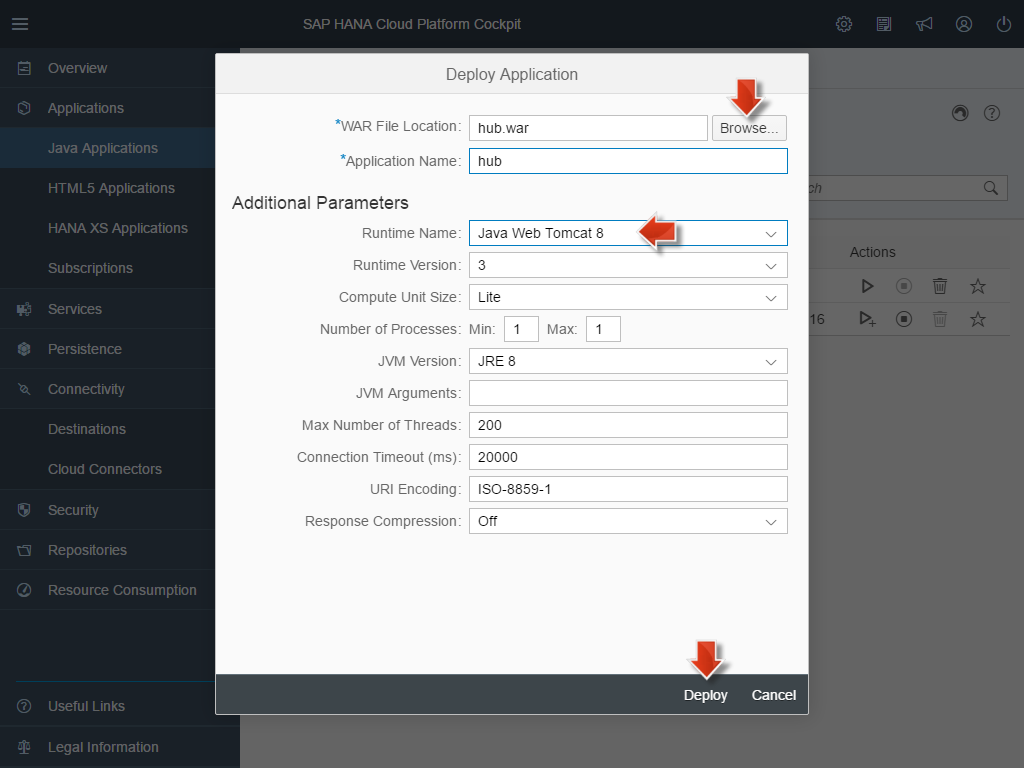 SAP HANA Cloud Platform Cockpit
Overview
Applications
Java Applications
HTML5 Applications
HANA XS Applications
Subscriptions
Services
Persistence
Connectivity
Destinations
Cloud Connectors
Security
Repositories
Resource Consumption
Useful Links
Legal Information
Deploy Application
*WAR File Location: hub.war Browse...
*Application Name: hub
Additional Parameters
Runtime Name: Java Web Tomcat 8
Runtime Version: 3
Compute Unit Size: Lite
Number of Processes: Min: 1 Max: 1
JVM Version: JRE 8
JVM Arguments:
Max Number of Threads: 200
Connection Timeout (ms): 20000
URI Encoding: ISO-8859-1
Response Compression: Off
Deploy Cancel
ch
Actions
16